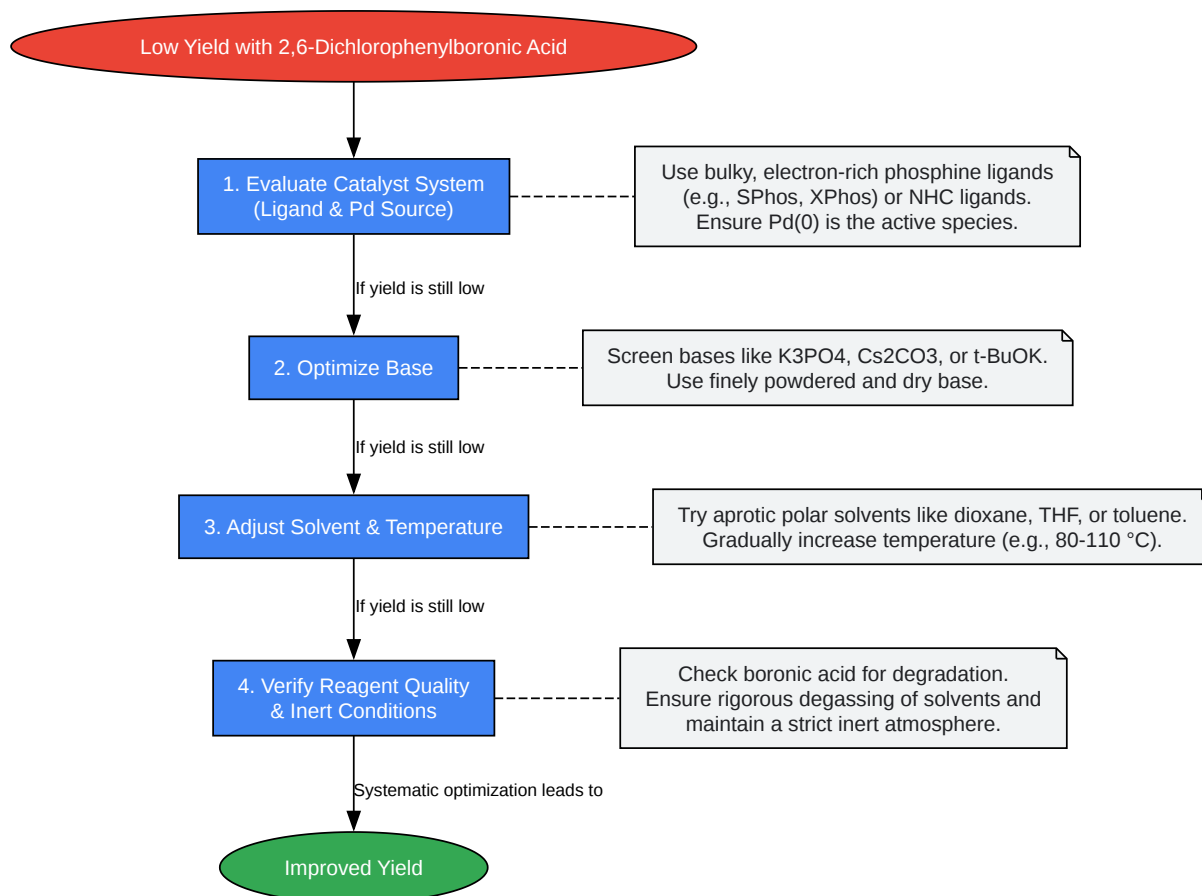 Low Yield with 2,6-Dichlorophenylboronic Acid
1. Evaluate Catalyst System
(Ligand & Pd Source)
Use bulky, electron-rich phosphine ligands
(e.g., SPhos, XPhos) or NHC ligands.
Ensure Pd(0) is the active species.
If yield is still low
2. Optimize Base
Screen bases like K3PO4, Cs2CO3, or t-BuOK.
Use finely powdered and dry base.
If yield is still low
3. Adjust Solvent & Temperature
Try aprotic polar solvents like dioxane, THF, or toluene.
Gradually increase temperature (e.g., 80-110 °C).
If yield is still low
4. Verify Reagent Quality
& Inert Conditions
Check boronic acid for degradation.
Ensure rigorous degassing of solvents and
maintain a strict inert atmosphere.
Systematic optimization leads to
Improved Yield